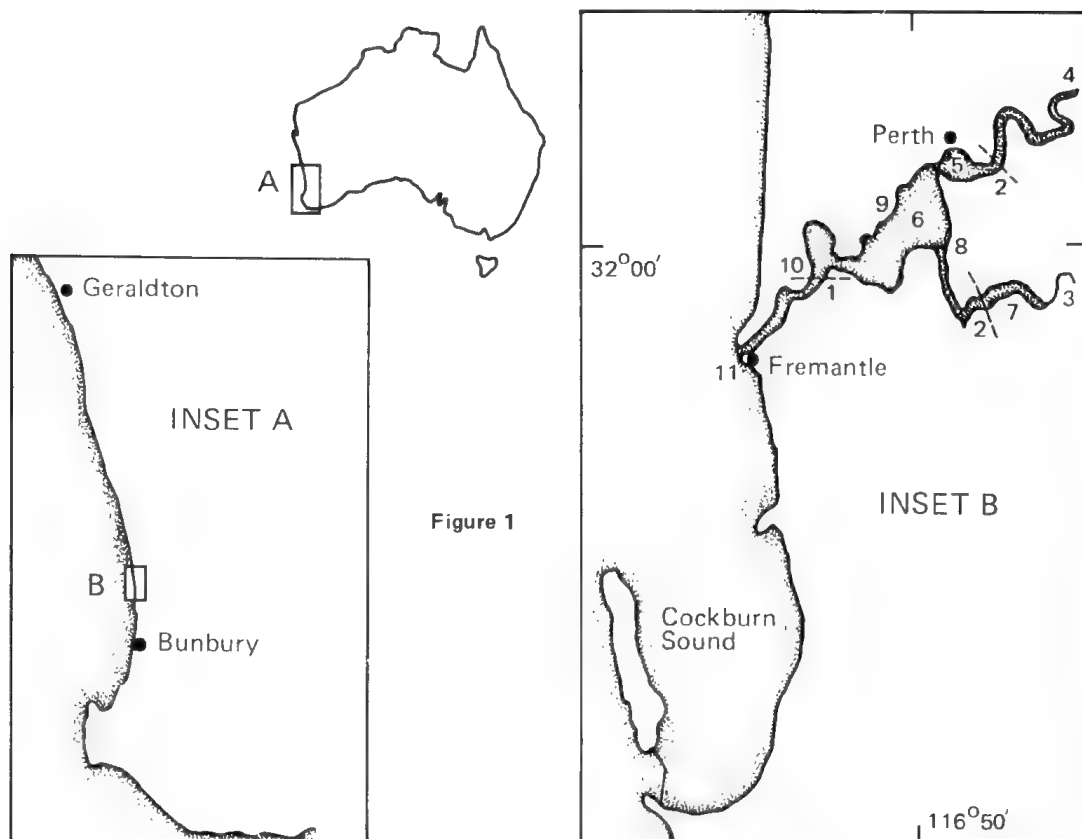 A
Geraldton
INSET A
B
Bunbury
Figure 1
4
Perth
5
2
9
6
8
32°00'
10
1
2
7
3
11
Fremantle
INSET B
Cockburn
Sound
116°50'